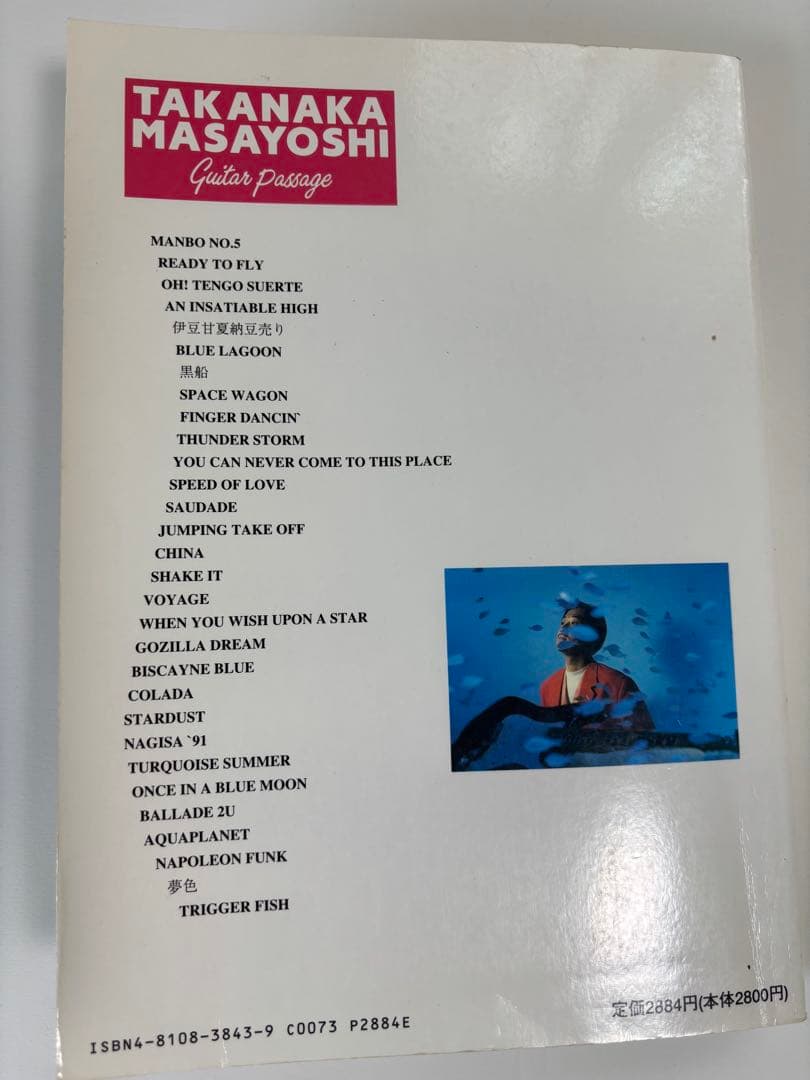 TAKANAKA
MASAYOSHI
Guitar Passage
MANBO NO.5
READY TO FLY
OH! TENGO SUERTE
AN INSATIABLE HIGH
伊豆甘夏納豆売り
BLUE LAGOON
黒船
SPACE WAGON
FINGER DANCIN`
THUNDER STORM
YOU CAN NEVER COME TO THIS PLACE
SPEED OF LOVE
SAUDADE
JUMPING TAKE OFF
CHINA
SHAKE IT
VOYAGE
WHEN YOU WISH UPON A STAR
GOZILLA DREAM
BISCAYNE BLUE
COLADA
STARDUST
NAGISA `91
TURQUOISE SUMMER
ONCE IN A BLUE MOON
BALLADE 2U
AQUAPLANET
NAPOLEON FUNK
夢色
TRIGGER FISH
定価2884円(本体2800円)
ISBN4-8108-3843-9 C0073 P2884E